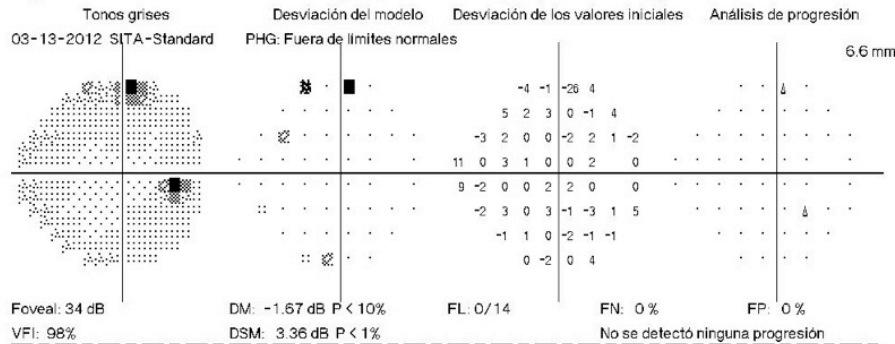 Tonos grises Desviación del modelo Desviación de los valores iniciales Análisis de progresión
03-13-2012 SITA-Standard PHG: Fuera de límites normales
6.6 mm
-4 -1 -26 4
5 2 3 0 -1 4
-3 2 0 0 -2 2 1 -2
11 0 3 1 0 0 2 0
9 -2 0 0 2 2 0 0
-2 3 0 3 -1 -3 1 5
-1 1 0 -2 -1 -1
0 -2 0 4
Foveal: 34 dB DM: -1.67 dB P < 10% FL: 0/14 FN: 0 % FP: 0 %
VFI: 98% DSM: 3.36 dB P < 1% No se detectó ninguna progresión